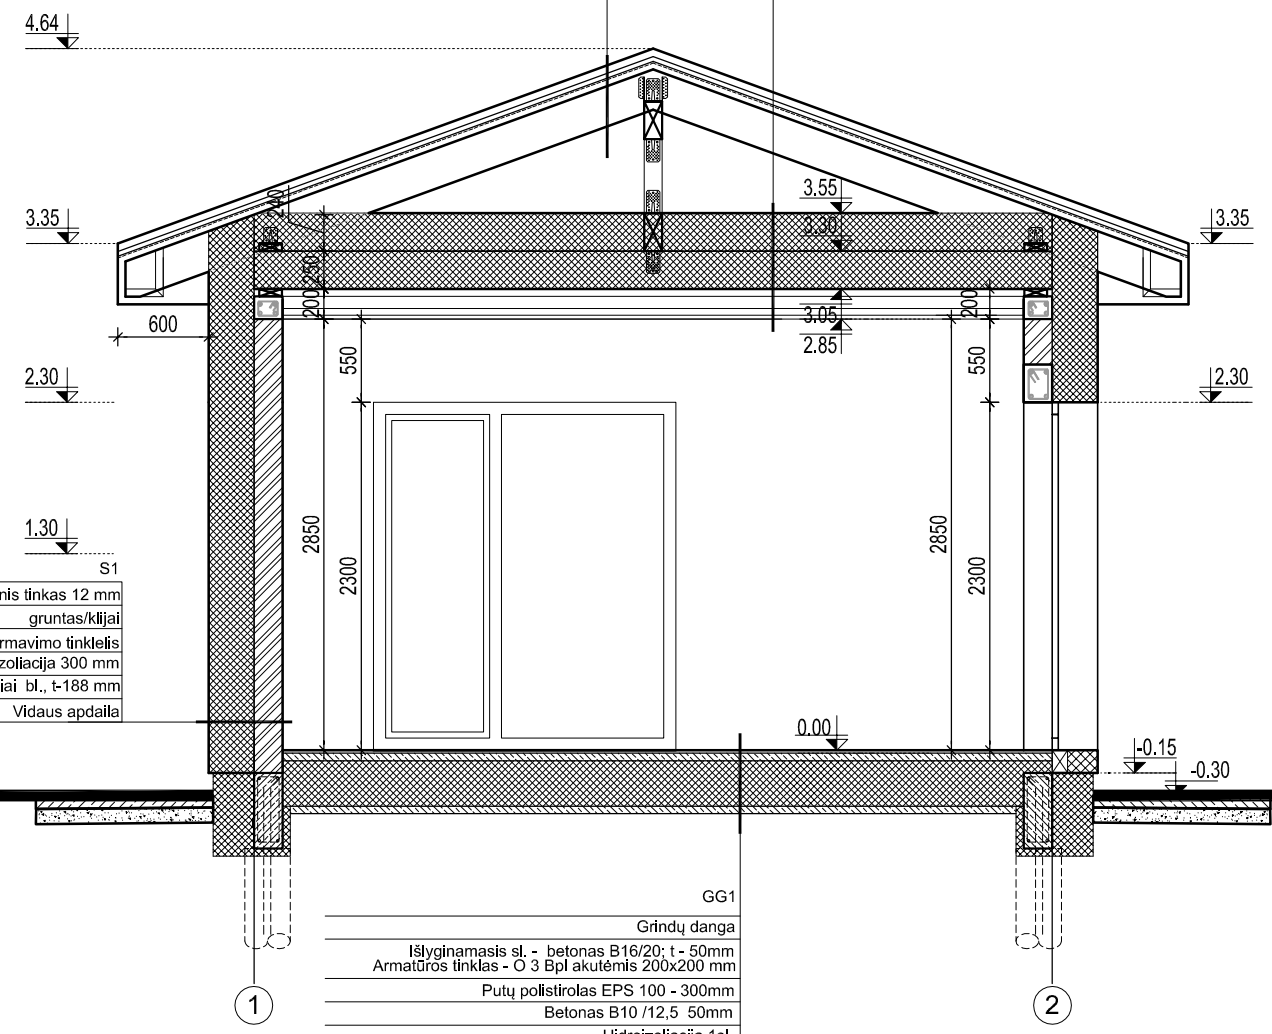 4.64
240
3.55
3.35
3.30
3.35
250
200
3.05
200
600
2.85
550
550
2.30
2.30
1.30
2850
2300
2850
2300
S1
nis tinkas 12 mm
gruntas/klijai
rmavimo tinklelis
zoliacija 300 mm
iai bl., t-188 mm
Vidaus apdaila
0.00
-0.15
-0.30
GG1
Grindų danga
Išlyginamasis sl. - betonas B16/20; t - 50mm
Armatūros tinklas - O 3 Bpl akutėmis 200x200 mm
Putų polistirolas EPS 100 - 300mm
Betonas B10 /12,5 50mm
1
2